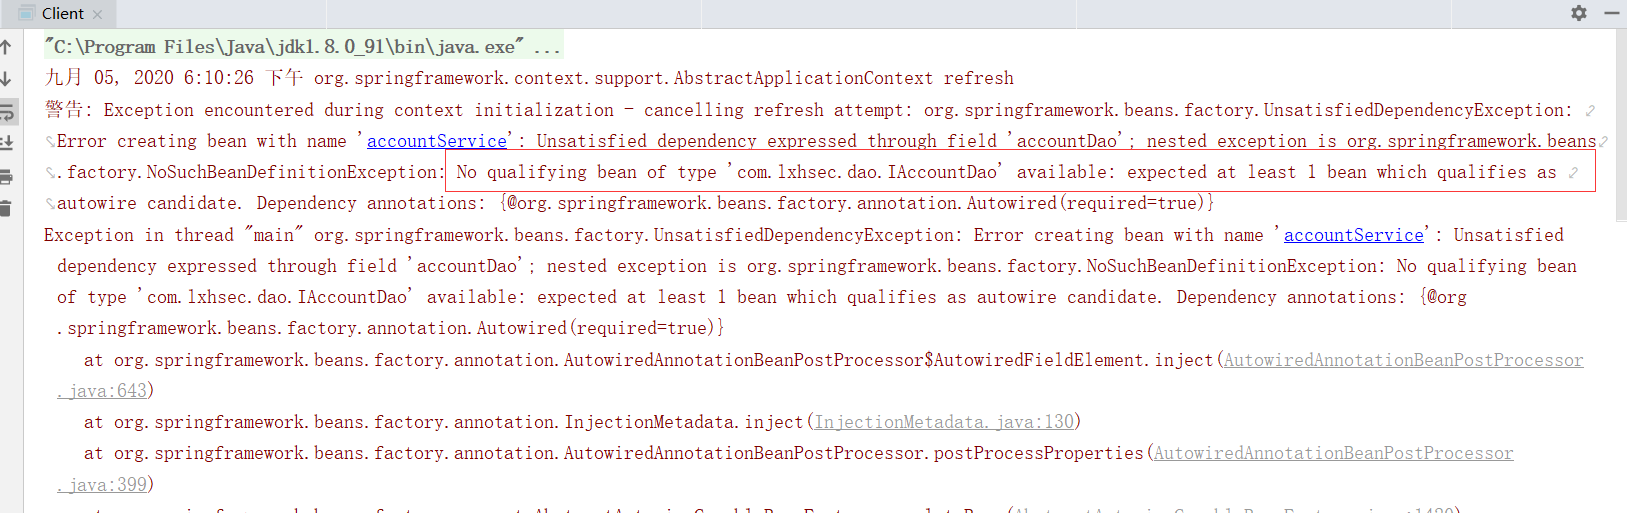 Client
"C:\Program Files\Java\jdk1.8.0_91\bin\java.exe" ...
九月 05, 2020 6:10:26 下午 org.springframework.context.support.AbstractApplicationContext refresh
警告: Exception encountered during context initialization - cancelling refresh attempt: org.springframework.beans.factory.UnsatisfiedDependencyException:
Error creating bean with name 'accountService': Unsatisfied dependency expressed through field 'accountDao'; nested exception is org.springframework.beans
.factory.NoSuchBeanDefinitionException: No qualifying bean of type 'com.lxhsec.dao.IAccountDao' available: expected at least 1 bean which qualifies as
autowire candidate. Dependency annotations: {@org.springframework.beans.factory.annotation.Autowired(required=true)}
Exception in thread "main" org.springframework.beans.factory.UnsatisfiedDependencyException: Error creating bean with name 'accountService': Unsatisfied
dependency expressed through field 'accountDao'; nested exception is org.springframework.beans.factory.NoSuchBeanDefinitionException: No qualifying bean
of type 'com.lxhsec.dao.IAccountDao' available: expected at least 1 bean which qualifies as autowire candidate. Dependency annotations: {@org
.springframework.beans.factory.annotation.Autowired(required=true)}
at org.springframework.beans.factory.annotation.AutowiredAnnotationBeanPostProcessor$AutowiredFieldElement.inject(AutowiredAnnotationBeanPostProcessor
.java:643)
at org.springframework.beans.factory.annotation.InjectionMetadata.inject(InjectionMetadata.java:130)
at org.springframework.beans.factory.annotation.AutowiredAnnotationBeanPostProcessor.postProcessProperties(AutowiredAnnotationBeanPostProcessor
.java:399)